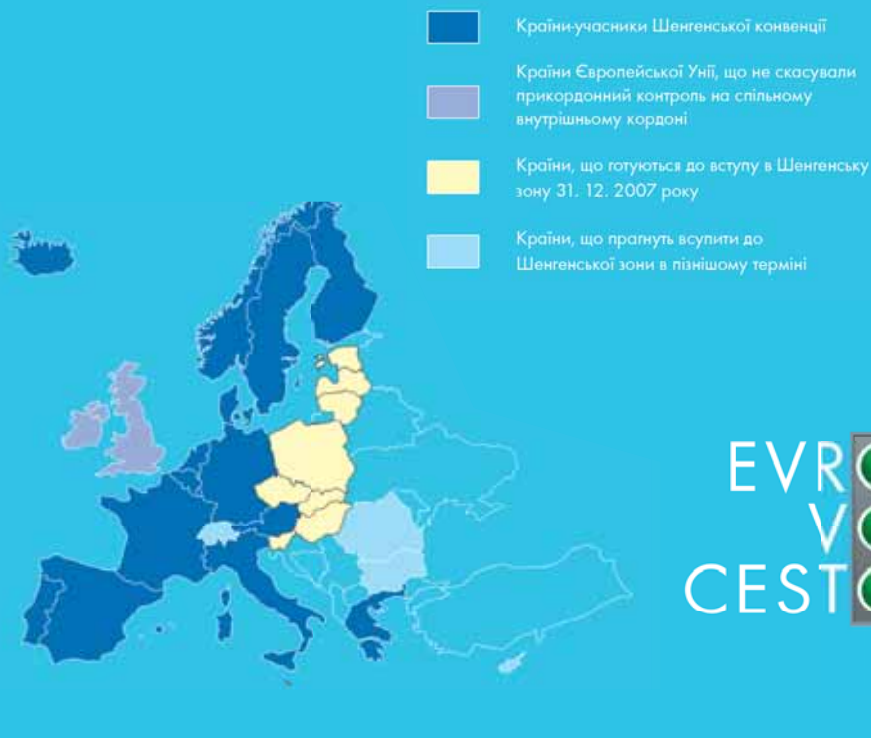 Країни-учасники Шенгенської конвенції
Країни Європейської Унії, що не скасували
прикордонний контроль на спільному
внутрішньому кордоні
Країни, що готуються до вступу в Шенгенську
зону 31. 12. 2007 року
Країни, що прагнуть вступити до
Шенгенської зони в пізнішому терміні
EVR
V
CEST